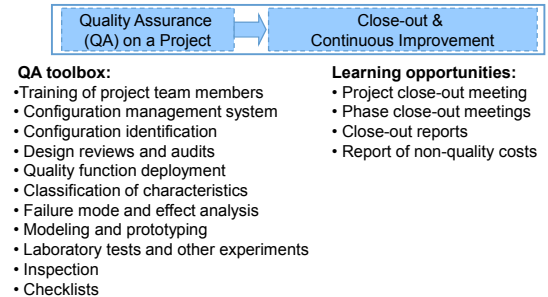 Quality Assurance
(QA) on a Project
Close-out &
Continuous Improvement
QA toolbox:
•Training of project team members
• Configuration management system
• Configuration identification
• Design reviews and audits
• Quality function deployment
• Classification of characteristics
• Failure mode and effect analysis
• Modeling and prototyping
• Laboratory tests and other experiments
• Inspection
• Checklists
Learning opportunities:
• Project close-out meeting
• Phase close-out meetings
• Close-out reports
• Report of non-quality costs